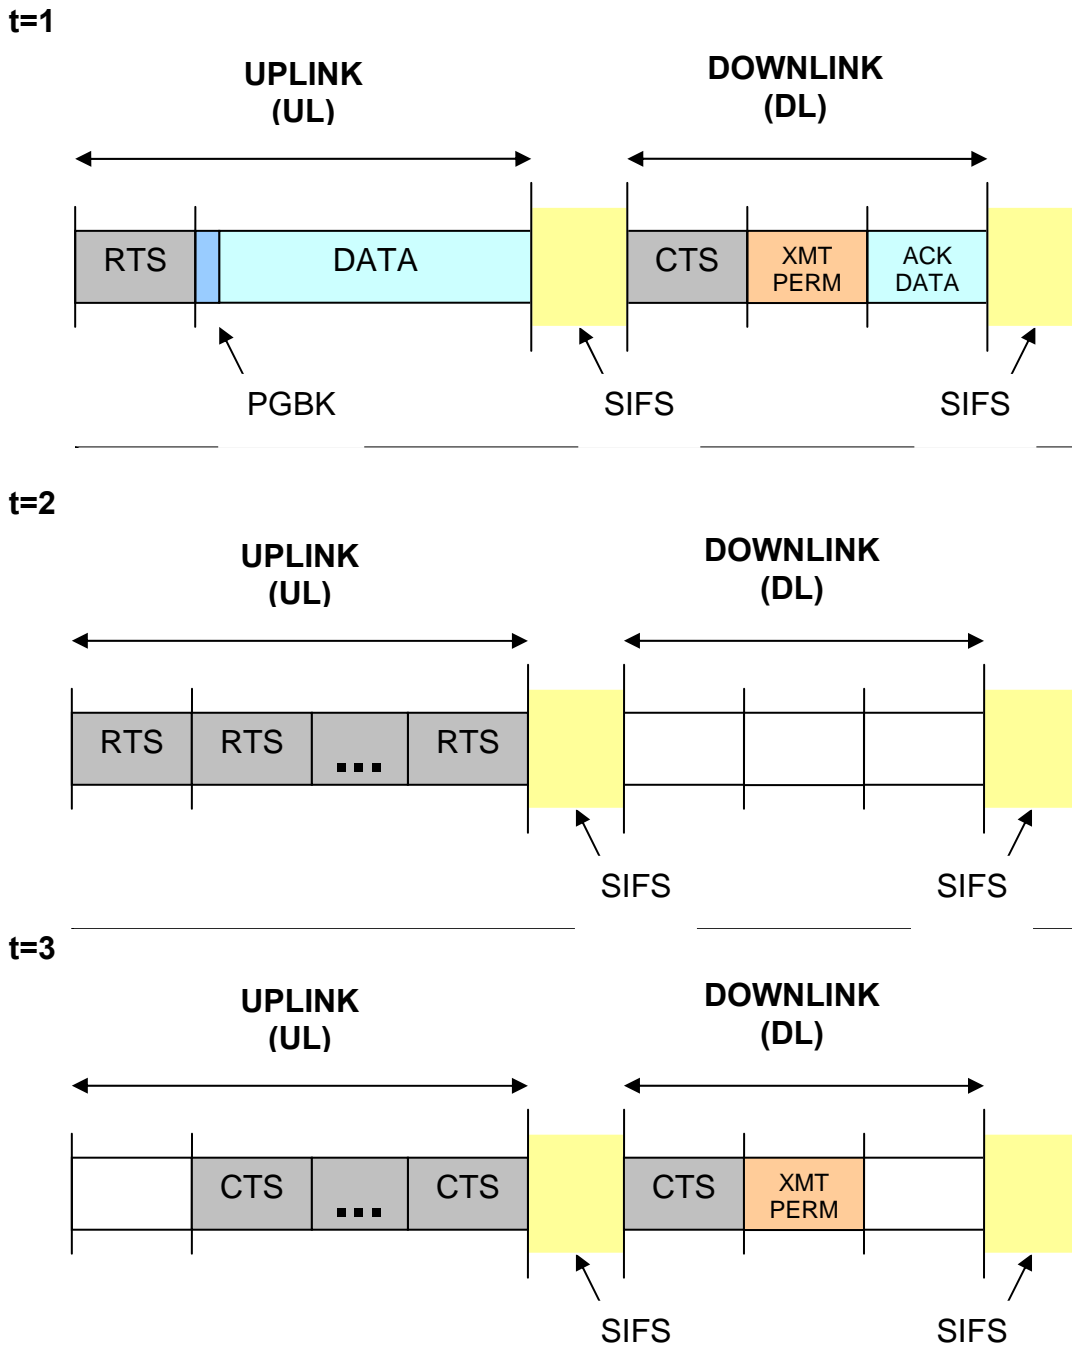 t=1
UPLINK
(UL)
DOWNLINK
(DL)
RTS
DATA
CTS
XMT
PERM
ACK
DATA
PGBK
SIFS
SIFS
t=2
UPLINK
(UL)
DOWNLINK
(DL)
RTS
RTS
...
RTS
SIFS
SIFS
t=3
UPLINK
(UL)
DOWNLINK
(DL)
CTS
...
CTS
CTS
XMT
PERM
SIFS
SIFS